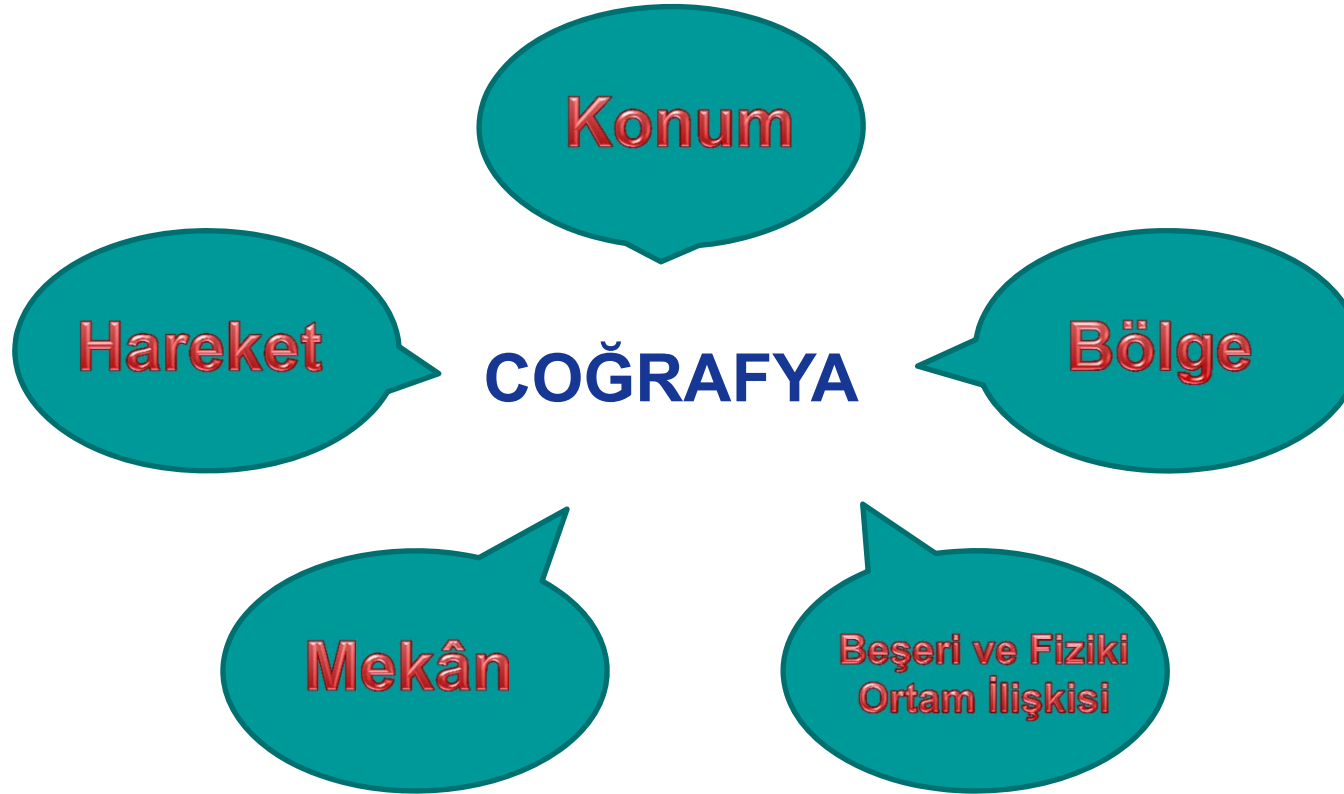 Konum
Hareket
COĞRAFYA
Bölge
Mekân
Beşeri ve Fiziki
Ortam İlişkisi